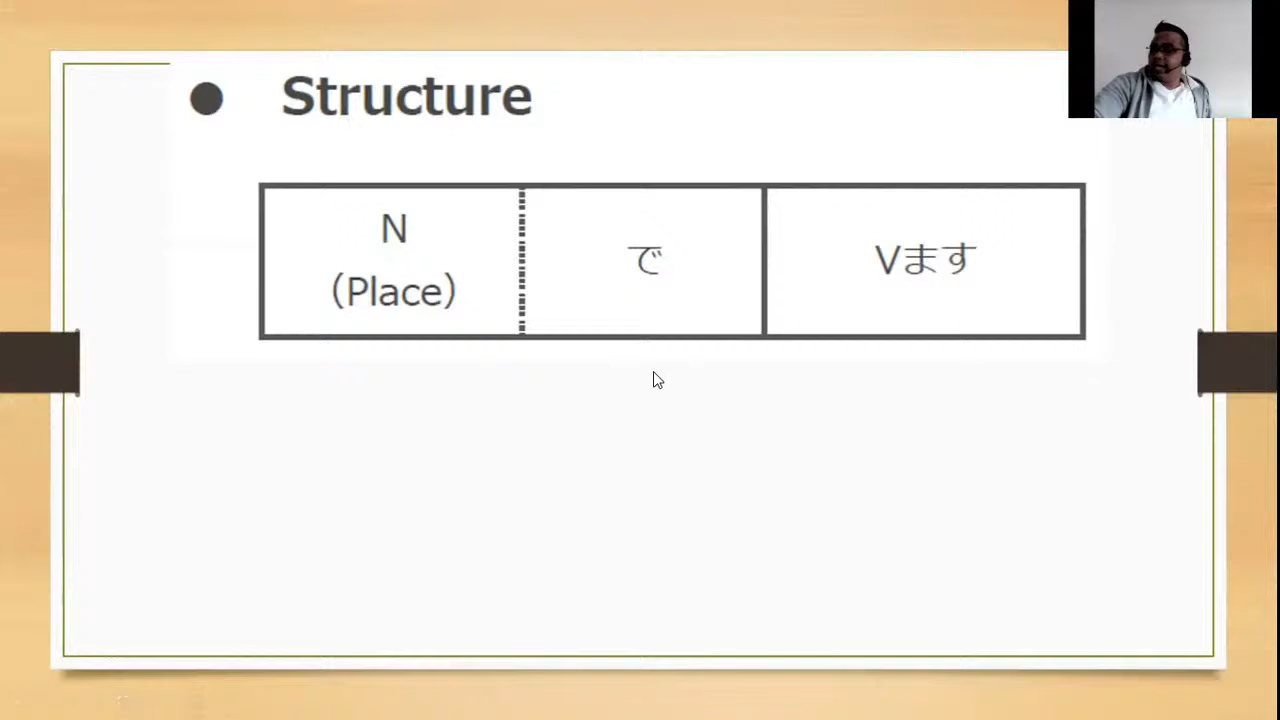 ● Structure
N
（Place）
で
Vます